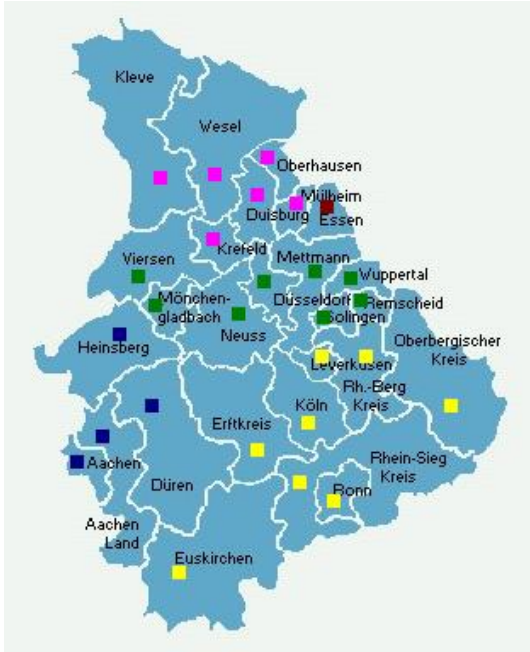 Kleve
Wesel
Oberhausen
Mülheim
Duisburg
Essen
Krefeld
Viersen
Mettmann
Wuppertal
Mönchen-
gladbach
Düsseldorf
Remscheid
Solingen
Neuss
Heinsberg
Oberbergischer
Kreis
Leverkusen
Rh.-Berg
Kreis
Köln
Erftkreis
Rhein-Sieg
Kreis
Aachen
Düren
Bonn
Aachen
Land
Euskirchen